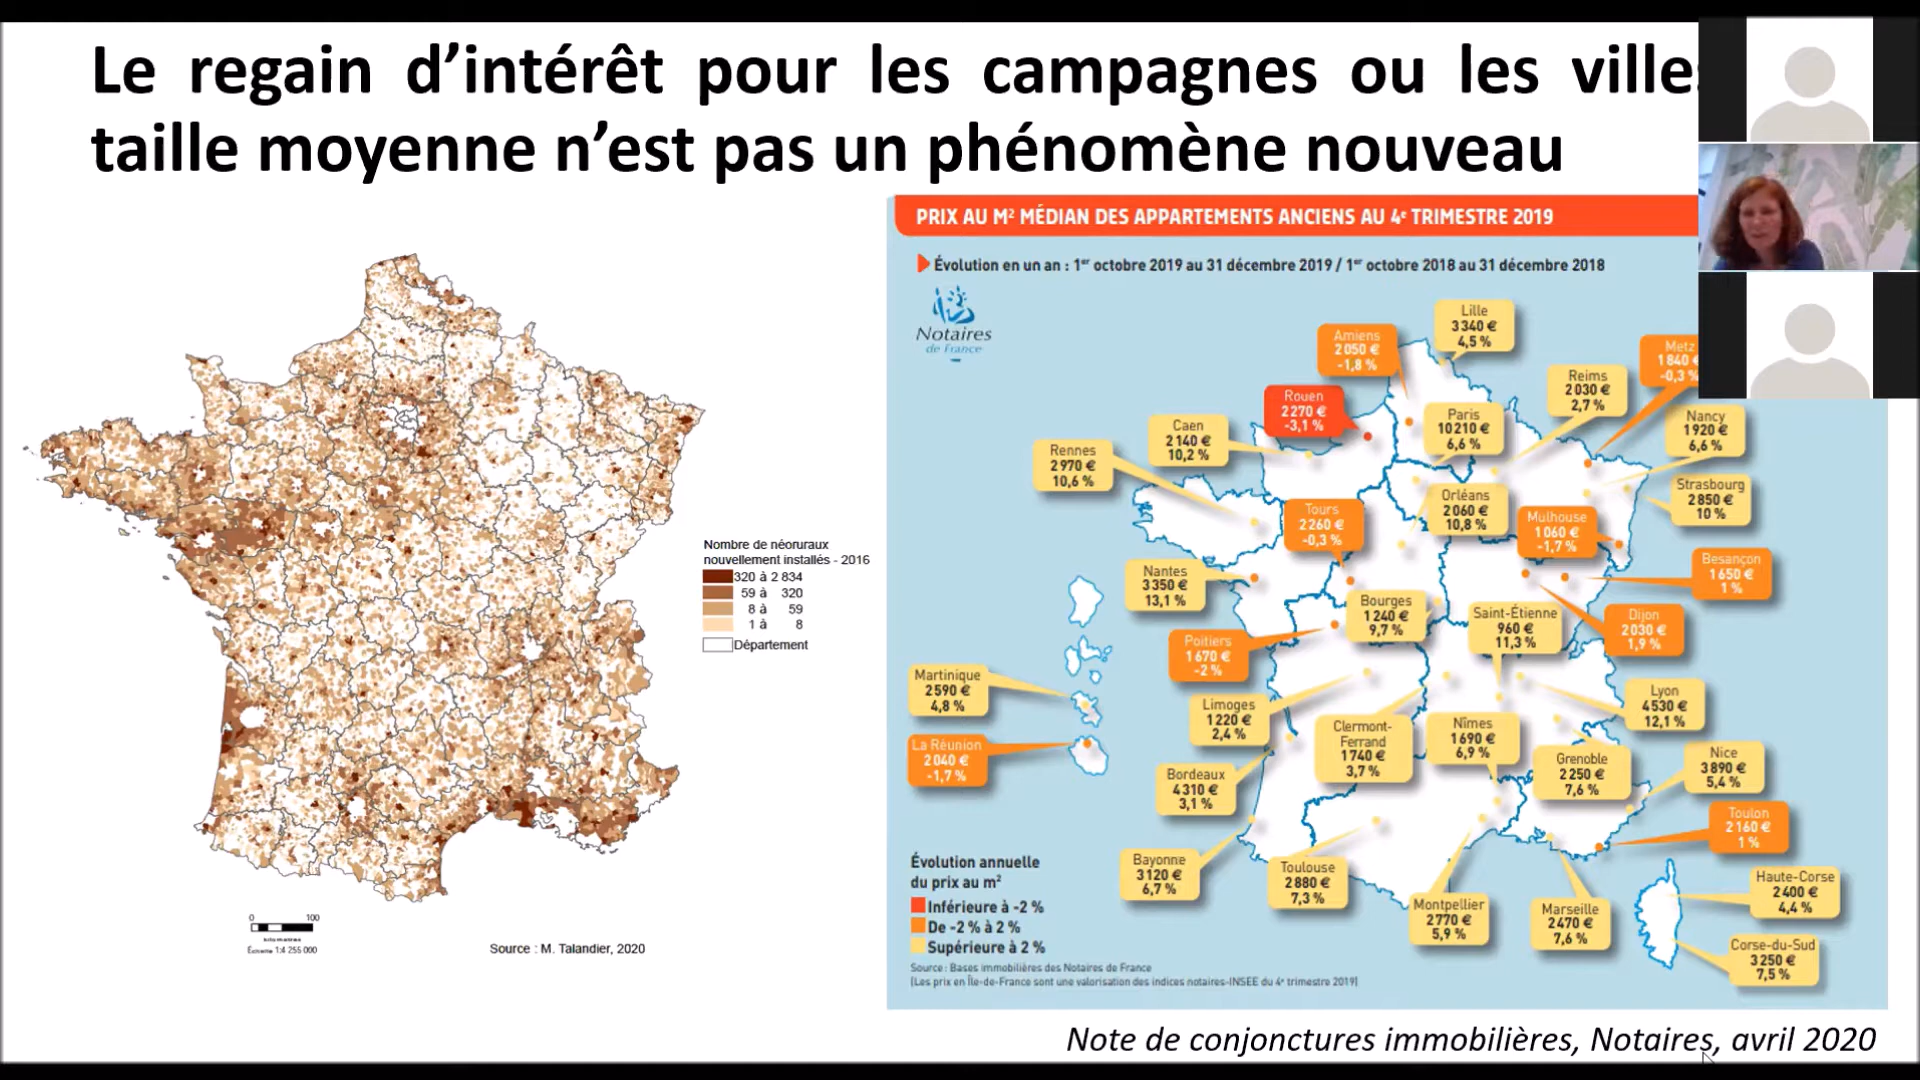 Le regain d’intérêt pour les campagnes ou les villes
taille moyenne n’est pas un phénomène nouveau
PRIX AU M² MÉDIAN DES APPARTEMENTS ANCIENS AU 4e TRIMESTRE 2019
Évolution en un an : 1er octobre 2019 au 31 décembre 2019 / 1er octobre 2018 au 31 décembre 2018
Notaires
de France
Lille
3 340 €
4,5 %
Amiens
2 050 €
-1,8 %
Metz
1 840 €
-0,3 %
Reims
2 030 €
2,7 %
Rouen
2 270 €
-3,1 %
Paris
10 210 €
6,6 %
Nancy
1 920 €
6,6 %
Caen
2 140 €
10,2 %
Rennes
2 970 €
10,6 %
Strasbourg
2 850 €
10 %
Orléans
2 060 €
10,8 %
Tours
2 260 €
-0,3 %
Mulhouse
1 060 €
-1,7 %
Besançon
1 650 €
1 %
Nantes
3 350 €
13,1 %
Bourges
1 240 €
9,7 %
Saint-Étienne
960 €
11,3 %
Dijon
2 030 €
1,9 %
Poitiers
1 670 €
-2 %
Martinique
2 590 €
4,8 %
Limoges
1 220 €
2,4 %
Lyon
4 530 €
12,1 %
Clermont-
Ferrand
1 740 €
3,7 %
Nîmes
1 690 €
6,9 %
La Réunion
2 040 €
-1,7 %
Grenoble
2 250 €
7,6 %
Nice
3 890 €
5,4 %
Bordeaux
4 310 €
3,1 %
Toulon
2 160 €
1 %
Bayonne
3 120 €
6,7 %
Toulouse
2 880 €
7,3 %
Haute-Corse
2 400 €
4,4 %
Montpellier
2 770 €
5,9 %
Marseille
2 470 €
7,6 %
Corse-du-Sud
3 250 €
7,5 %
Évolution annuelle
du prix au m²
Inférieure à -2 %
De -2 % à 2 %
Supérieure à 2 %
Source : Bases immobilières des Notaires de France
(Les prix en Île-de-France sont une valorisation des indices notaires-INSEE du 4e trimestre 2019)
Nombre de néoruraux
nouvellement installés - 2016
320 à 2 834
59 à 320
8 à 59
1 à 8
Département
0 100
kilomètres
Échelle 1:4 255 000
Source : M. Talandier, 2020
Note de conjonctures immobilières, Notaires, avril 2020